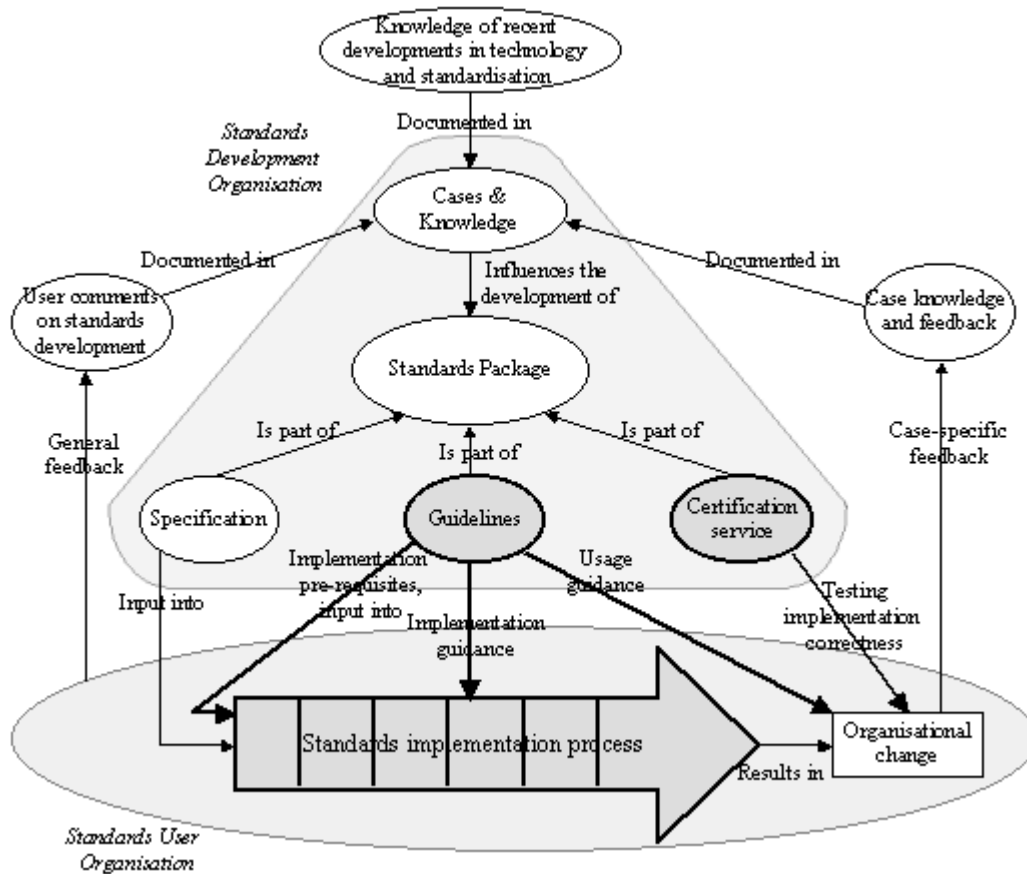 Knowledge of recent
developments in technology
and standardisation
Documented in
Standards
Development
Organisation
Cases &
Knowledge
Documented in
Documented in
Influences the
development of
User comments
on standards
development
Case knowledge
and feedback
Standards Package
General
feedback
Is part of
Is part of
Is part of
Case-specific
feedback
Specification
Guidelines
Certification
service
Input into
Implementation
pre-requisites,
input into
Implementation
guidance
Usage
guidance
Testing
implementation
correctness
Standards implementation process
Results in
Organisational
change
Standards User
Organisation